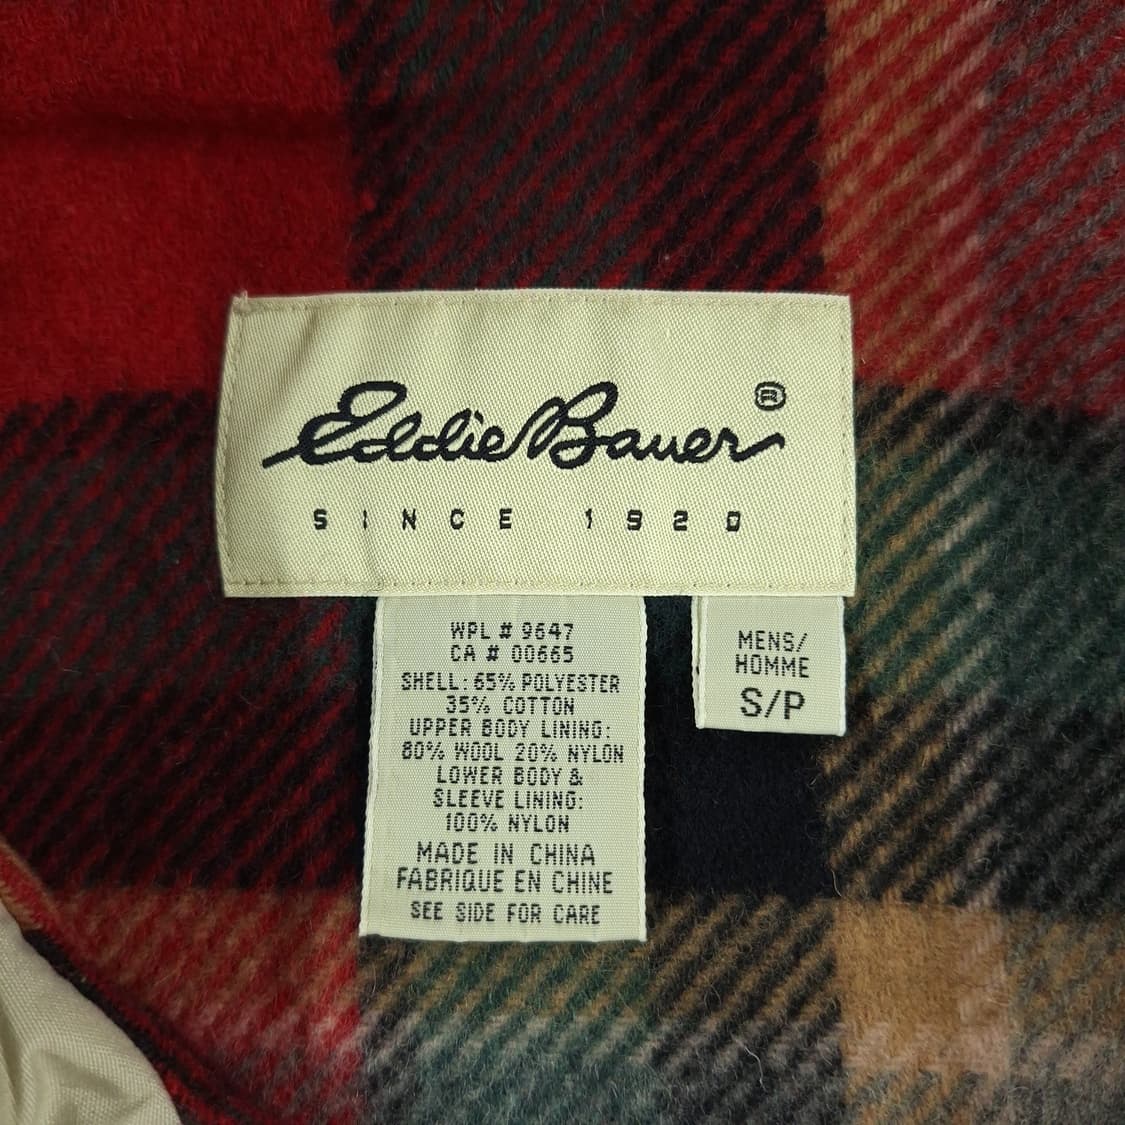 Eddie Bauer®
SINCE 1920
WPL # 9647
CA # 00665
SHELL: 65% POLYESTER
35% COTTON
UPPER BODY LINING:
80% WOOL 20% NYLON
LOWER BODY &
SLEEVE LINING:
100% NYLON
MADE IN CHINA
FABRIQUE EN CHINE
SEE SIDE FOR CARE
MENS/
HOMME
S/P